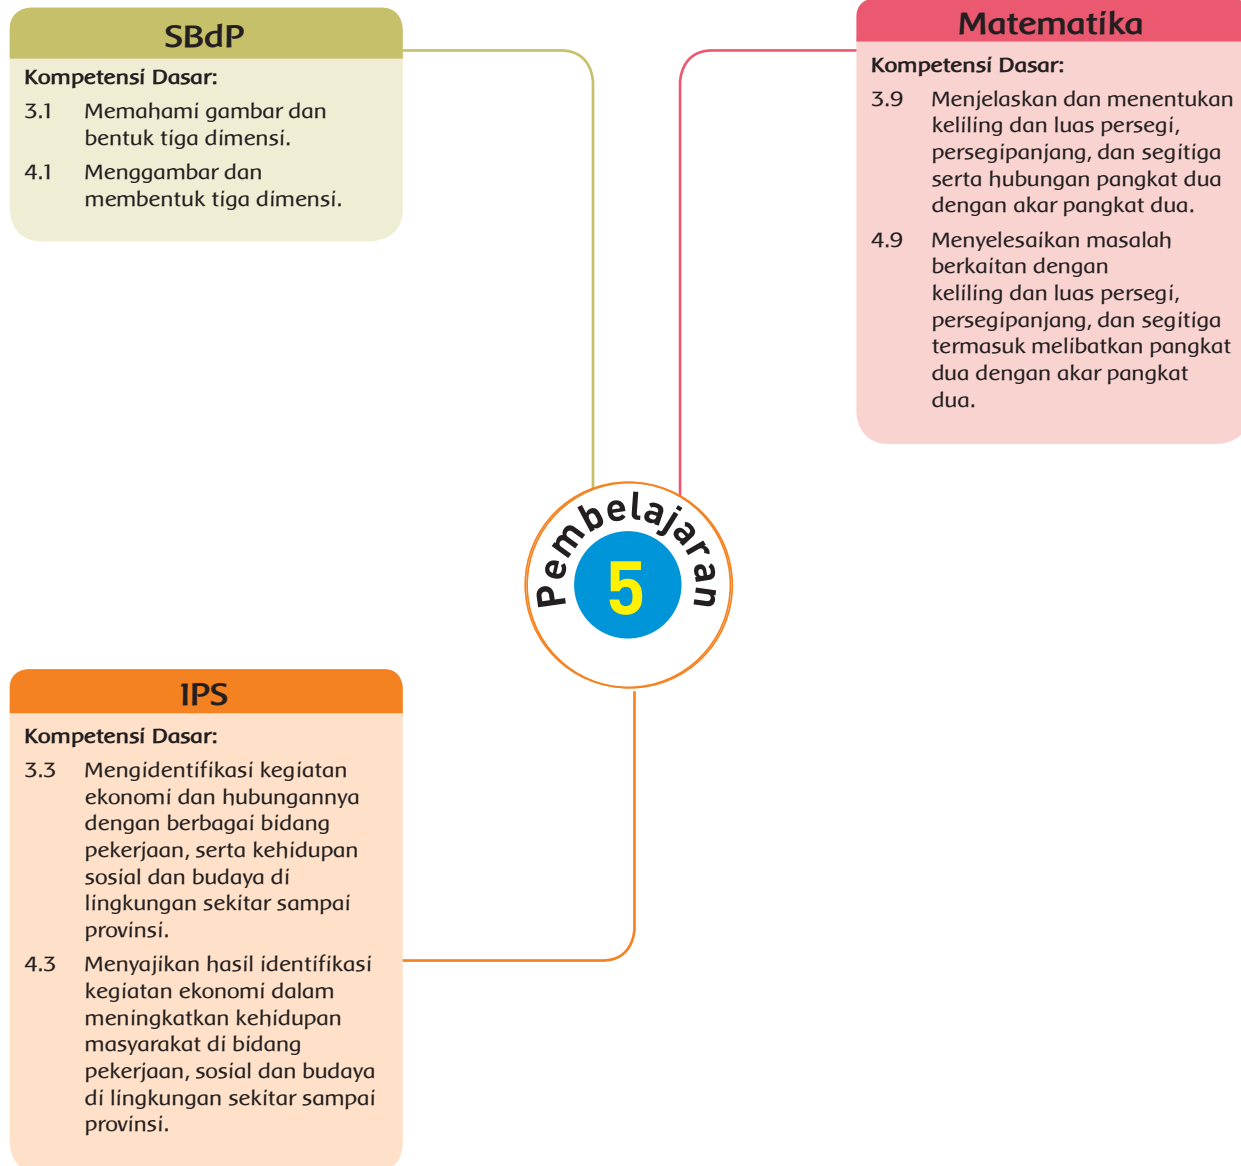 SBdP
Kompetensi Dasar:
3.1 Memahami gambar dan
bentuk tiga dimensi.
4.1 Menggambar dan
membentuk tiga dimensi.
Matematika
Kompetensi Dasar:
3.9 Menjelaskan dan menentukan
keliling dan luas persegi,
persegipanjang, dan segitiga
serta hubungan pangkat dua
dengan akar pangkat dua.
4.9 Menyelesaikan masalah
berkaitan dengan
keliling dan luas persegi,
persegipanjang, dan segitiga
termasuk melibatkan pangkat
dua dengan akar pangkat
dua.
Pembelajaran
5
IPS
Kompetensi Dasar:
3.3 Mengidentifikasi kegiatan
ekonomi dan hubungannya
dengan berbagai bidang
pekerjaan, serta kehidupan
sosial dan budaya di
lingkungan sekitar sampai
provinsi.
4.3 Menyajikan hasil identifikasi
kegiatan ekonomi dalam
meningkatkan kehidupan
masyarakat di bidang
pekerjaan, sosial dan budaya
di lingkungan sekitar sampai
provinsi.